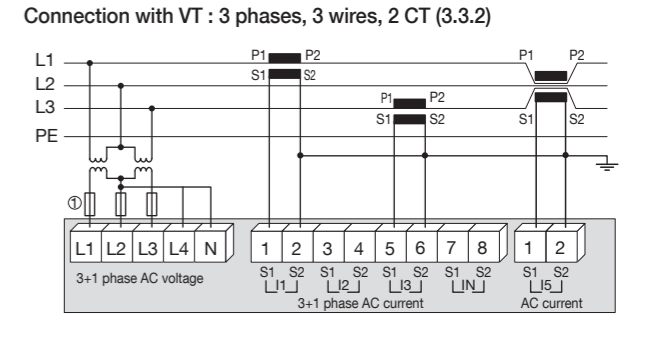 Connection with VT : 3 phases, 3 wires, 2 CT (3.3.2)
L1 P1 P2 P1 P2
S1 S2
L2
L3 P1 P2
S1 S2 S1 S2
PE
①
L1 L2 L3 L4 N 1 2 3 4 5 6 7 8 1 2
3+1 phase AC voltage
S1 S2 S1 S2 S1 S2 S1 S2 S1 S2
I1 I2 I3 IN I5
3+1 phase AC current AC current